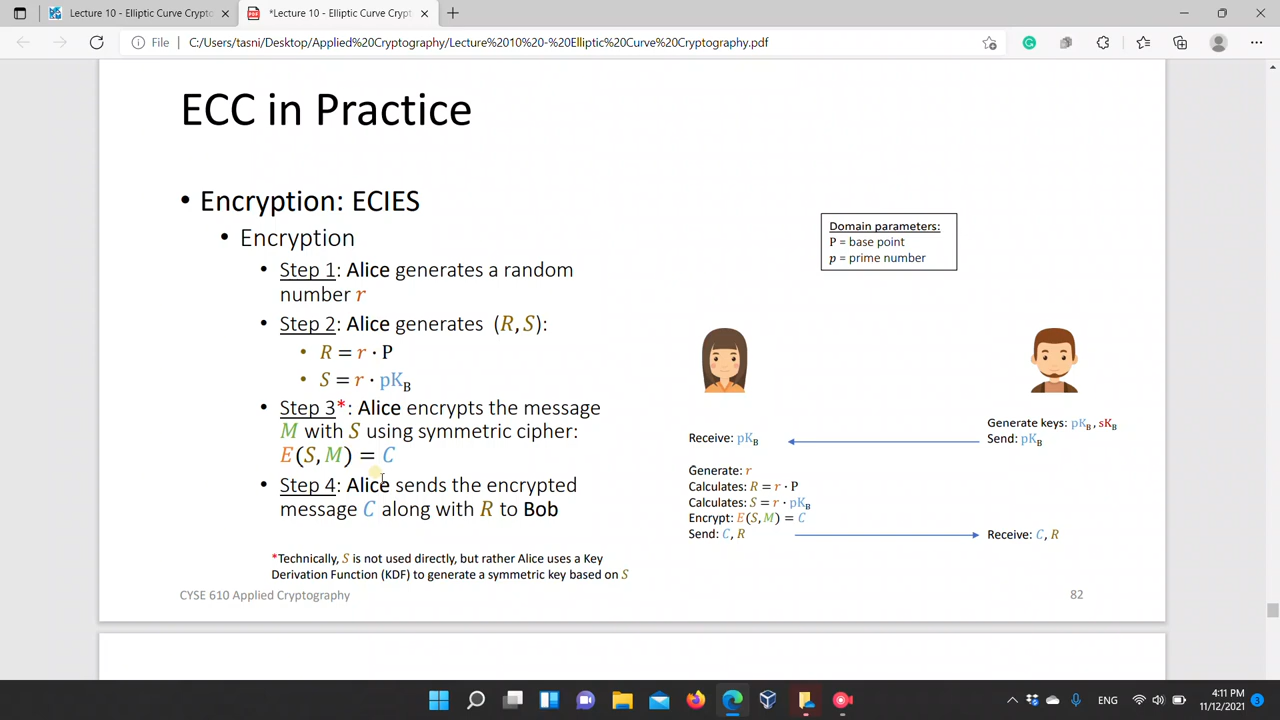 Lecture 10 - Elliptic Curve Crypto
*Lecture 10 - Elliptic Curve Crypt
File
C:/Users/tasni/Desktop/Applied%20Cryptography/Lecture%2010%20-%20Elliptic%20Curve%20Cryptography.pdf
ECC in Practice
• Encryption: ECIES
• Encryption
• Step 1: Alice generates a random
number r
• Step 2: Alice generates (R, S):
• R = r · P
• S = r · pK_B
• Step 3*: Alice encrypts the message
M with S using symmetric cipher:
E(S, M) = C
• Step 4: Alice sends the encrypted
message C along with R to Bob
*Technically, S is not used directly, but rather Alice uses a Key
Derivation Function (KDF) to generate a symmetric key based on S
Domain parameters:
P = base point
p = prime number
Generate keys: pK_B, sK_B
Send: pK_B
Receive: pK_B
Generate: r
Calculates: R = r · P
Calculates: S = r · pK_B
Encrypt: E(S, M) = C
Send: C, R
Receive: C, R
CYSE 610 Applied Cryptography
82
ENG
4:11 PM
11/12/2021
3